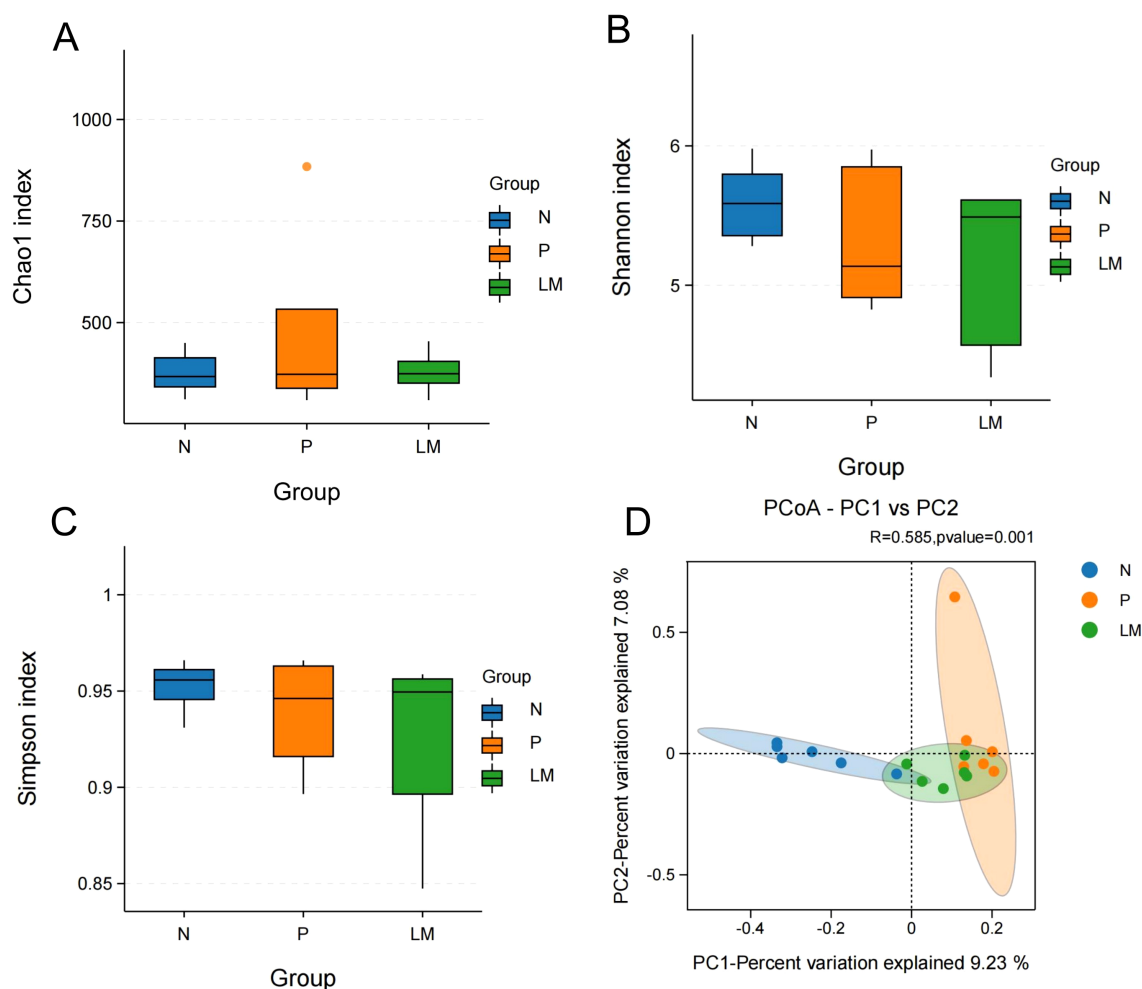 A
Chao1 index
1000
750
500
N
P
LM
Group
Group
N
P
LM
B
Shannon index
6
5
N
P
LM
Group
Group
N
P
LM
C
Simpson index
1
0.95
0.9
0.85
N
P
LM
Group
Group
N
P
LM
D
PCoA - PC1 vs PC2
R=0.585,pvalue=0.001
PC2-Percent variation explained 7.08 %
0.5
0
-0.5
-0.4
-0.2
0
0.2
PC1-Percent variation explained 9.23 %
N
P
LM